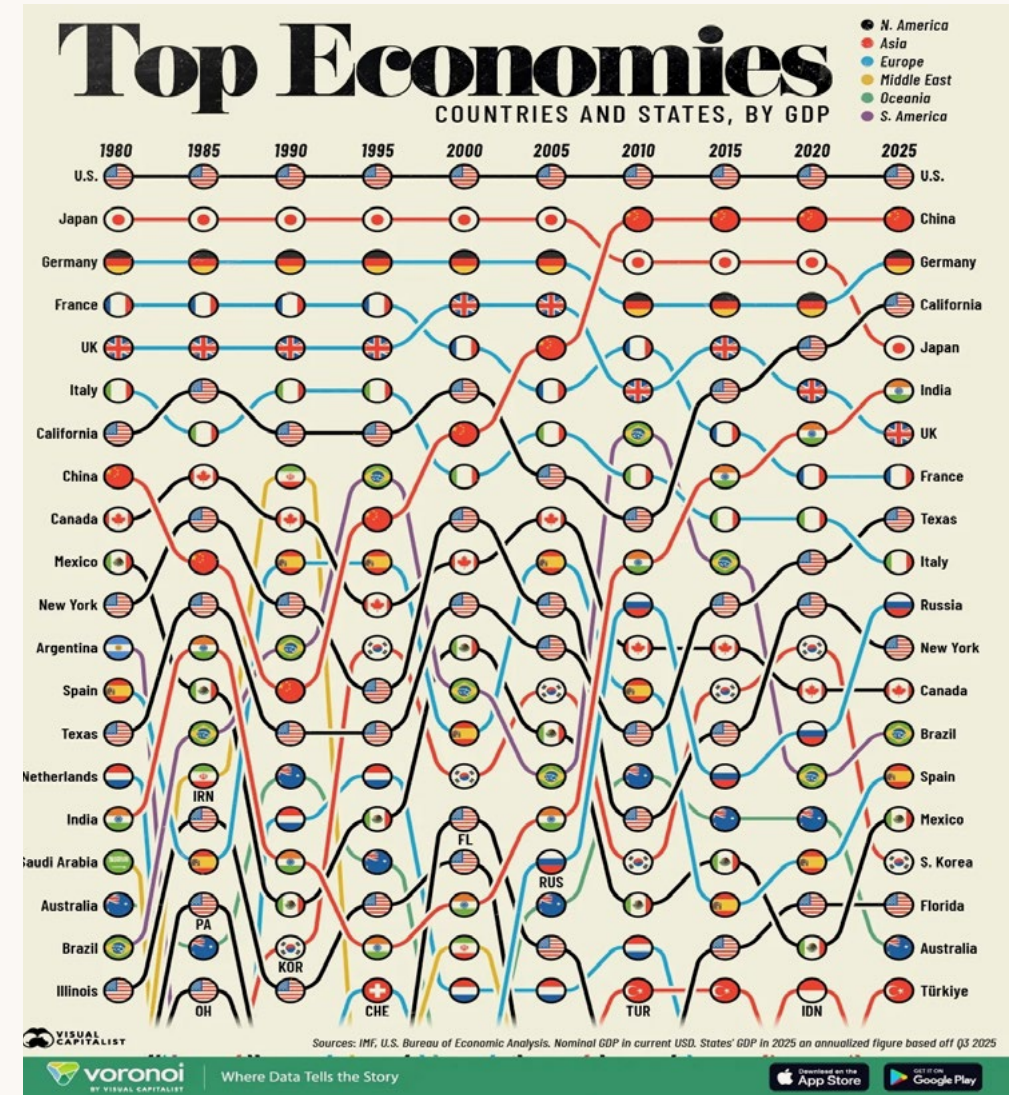 Top Economies
COUNTRIES AND STATES, BY GDP
N. America
Asia
Europe
Middle East
Oceania
S. America
1980 1985 1990 1995 2000 2005 2010 2015 2020 2025
U.S. U.S.
Japan China
Germany Germany
France California
UK Japan
Italy India
California UK
China France
Canada Texas
Mexico Italy
New York Russia
Argentina New York
Spain Canada
Texas Brazil
Netherlands Spain
IRN
India Mexico
FL
Saudi Arabia S. Korea
RUS
Australia Florida
PA
Brazil Australia
KOR
Illinois Türkiye
OH CHE TUR IDN
VISUAL CAPITALIST
Sources: IMF, U.S. Bureau of Economic Analysis. Nominal GDP in current USD. States' GDP in 2025 an annualized figure based off Q3 2025
voronoi
BY VISUAL CAPITALIST
Where Data Tells the Story
Download on the
App Store
GET IT ON
Google Play